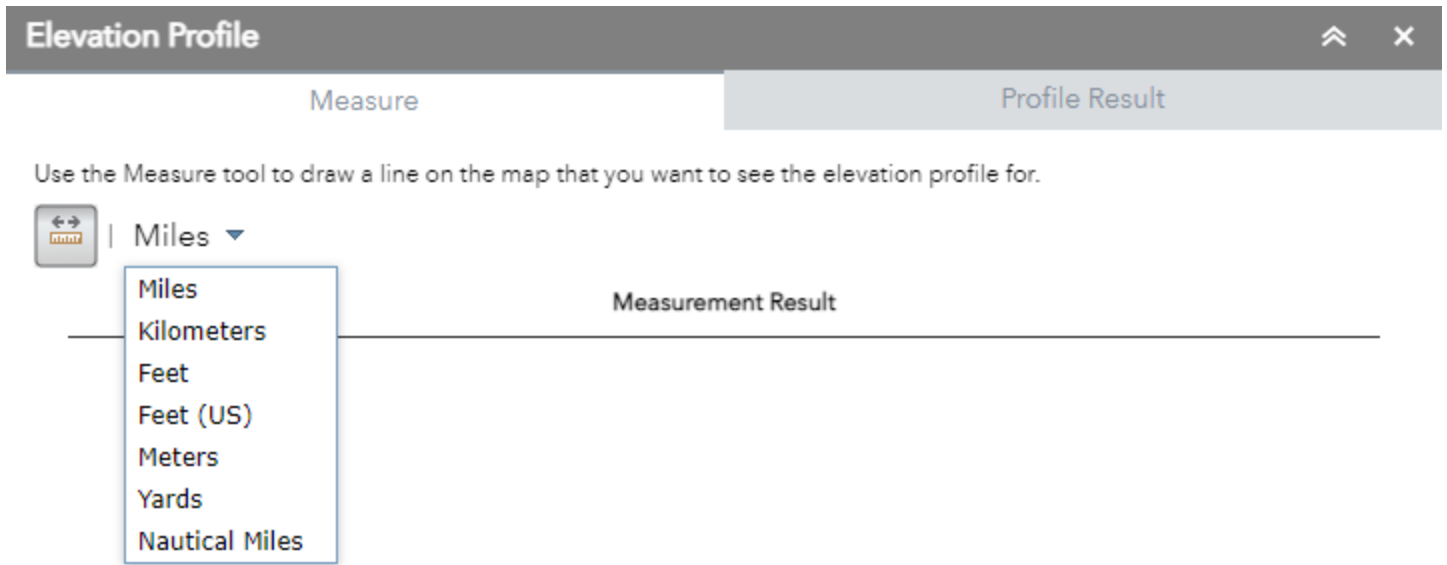 Elevation Profile
Measure
Profile Result
Use the Measure tool to draw a line on the map that you want to see the elevation profile for.
Miles
Measurement Result
Miles
Kilometers
Feet
Feet (US)
Meters
Yards
Nautical Miles